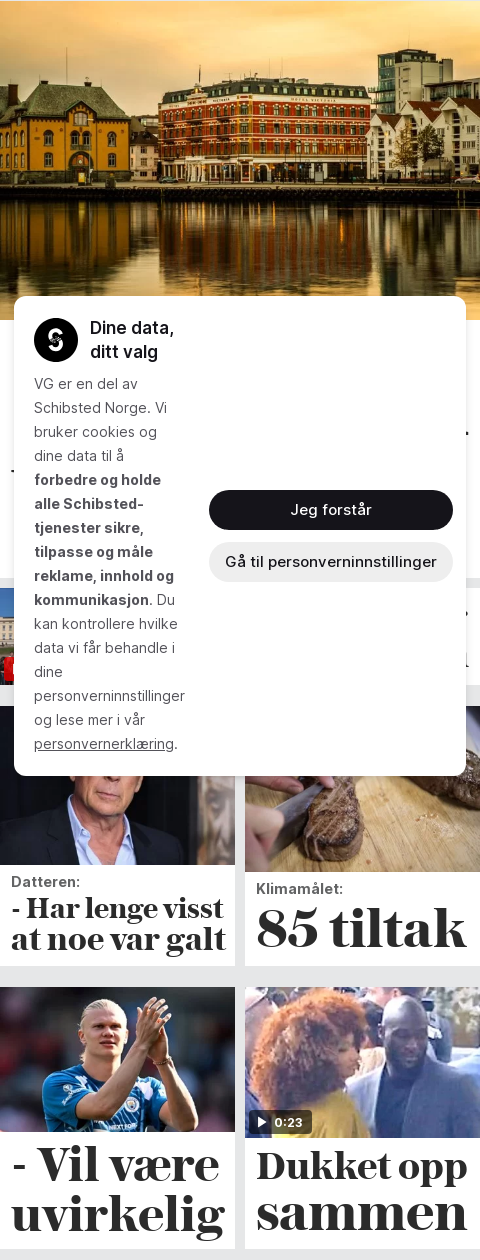 Dine data,
ditt valg
VG er en del av
Schibsted Norge. Vi
bruker cookies og
dine data til å
forbedre og holde
alle Schibsted-
tjenester sikre,
tilpasse og måle
reklame, innhold og
kommunikasjon. Du
kan kontrollere hvilke
data vi får behandle i
dine
personverninnstillinger
og lese mer i vår
personvernerklæring.
Jeg forstår
Gå til personverninnstillinger
Datteren:
- Har lenge visst
at noe var galt
Klimamålet:
85 tiltak
- Vil være
uvirkelig
0:23
Dukket opp
sammen